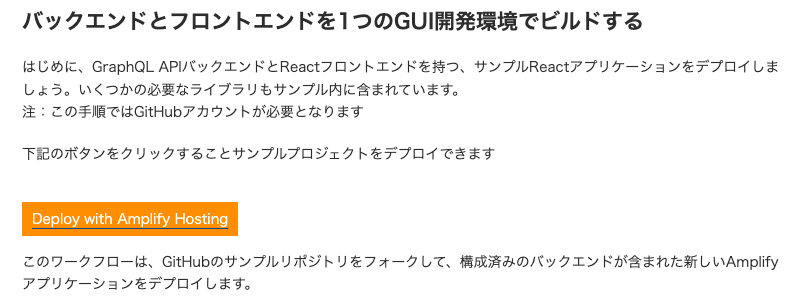 バックエンドとフロントエンドを1つのGUI開発環境でビルドする
はじめに、GraphQL APIバックエンドとReactフロントエンドを持つ、サンプルReactアプリケーションをデプロイしま
しょう。いくつかの必要なライブラリもサンプル内に含まれています。
注：この手順ではGitHubアカウントが必要となります
下記のボタンをクリックすることサンプルプロジェクトをデプロイできます
Deploy with Amplify Hosting
このワークフローは、GitHubのサンプルリポジトリをフォークして、構成済みのバックエンドが含まれた新しいAmplify
アプリケーションをデプロイします。